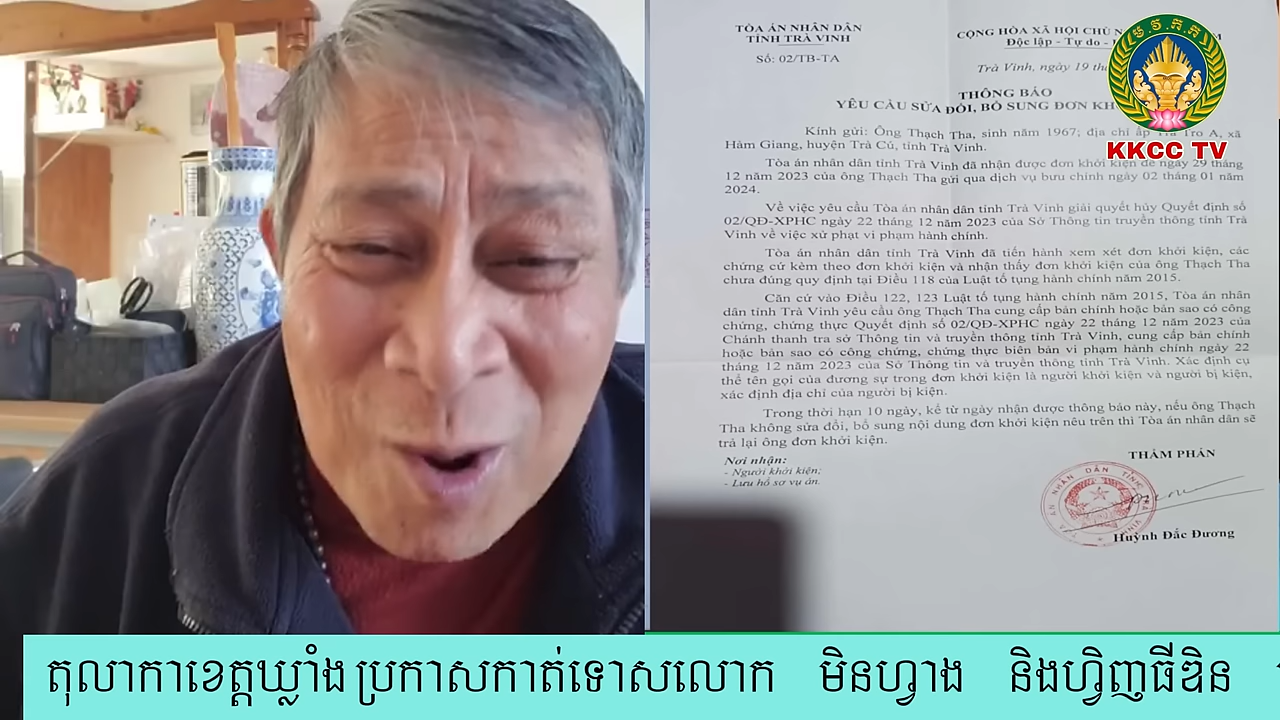 TÒA ÁN NHÂN DÂN
TỈNH TRÀ VINH
Số: 02/TB-TA
CỘNG HÒA XÃ HỘI CHỦ
Độc lập - Tự do -
Trà Vinh, ngày 19
THÔNG BÁO
YÊU CẦU SỬA ĐỔI, BỔ SUNG ĐƠN KH
Kính gửi: Ông Thạch Tha, sinh năm 1967; địa chỉ ấp Trà Tro A, xã
Hàm Giang, huyện Trà Cú, tỉnh Trà Vinh.
Tòa án nhân dân tỉnh Trà Vinh đã nhận được đơn khởi kiện đề ngày 29 tháng
12 năm 2023 của ông Thạch Tha gửi qua dịch vụ bưu chính ngày 02 tháng 01 năm
2024.
Về việc yêu cầu Tòa án nhân dân tỉnh Trà Vinh giải quyết hủy Quyết định số
02/QĐ-XPHC ngày 22 tháng 12 năm 2023 của Sở Thông tin truyền thông tỉnh Trà
Vinh về việc xử phạt vi phạm hành chính.
Tòa án nhân dân tỉnh Trà Vinh đã tiến hành xem xét đơn khởi kiện, các
chứng cứ kèm theo đơn khởi kiện và nhận thấy đơn khởi kiện của ông Thạch Tha
chưa đúng quy định tại Điều 118 của Luật tố tụng hành chính năm 2015.
Căn cứ vào Điều 122, 123 Luật tố tụng hành chính năm 2015, Tòa án nhân
dân tỉnh Trà Vinh yêu cầu ông Thạch Tha cung cấp bản chính hoặc bản sao có công
chứng, chứng thực Quyết định số 02/QĐ-XPHC ngày 22 tháng 12 năm 2023 của
Chánh thanh tra sở Thông tin và truyền thông tỉnh Trà Vinh, cung cấp bản chính
hoặc bản sao có công chứng, chứng thực biên bản vi phạm hành chính ngày 22
tháng 12 năm 2023 của Sở Thông tin và truyền thông tỉnh Trà Vinh. Xác định cụ
thể tên gọi của đương sự trong đơn khởi kiện là người khởi kiện và người bị kiện,
xác định địa chỉ của người bị kiện.
Trong thời hạn 10 ngày, kể từ ngày nhận được thông báo này, nếu ông Thạch
Tha không sửa đổi, bổ sung nội dung đơn khởi kiện nêu trên thì Tòa án nhân dân sẽ
trả lại ông đơn khởi kiện.
Nơi nhận:
- Người khởi kiện;
- Lưu hồ sơ vụ án.
THẨM PHÁN
Huỳnh Đắc Dương
KKCC TV
តុលាកាខេត្តឃ្លាំង ប្រកាសកាត់ទោសលោក មិនហ្វាង និងហ្វិញធីឌិន